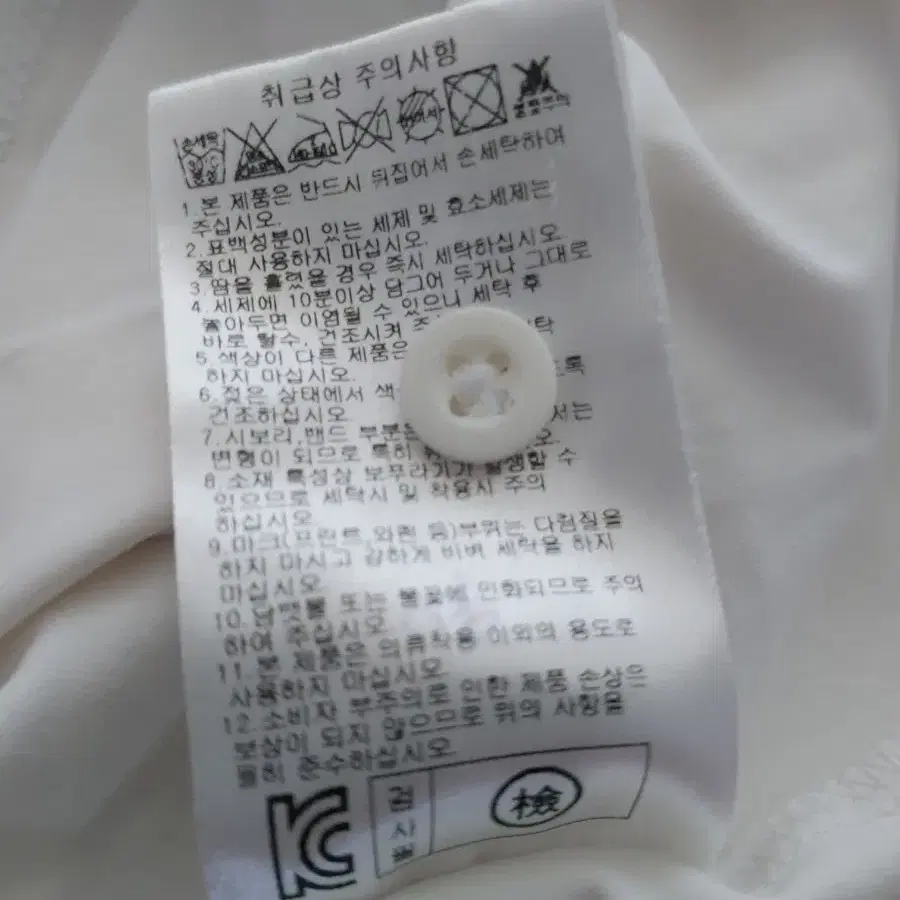 취급상 주의사항
손세탁
1. 본 제품은 반드시 뒤집어서 손세탁하여
주십시오.
2. 표백성분이 있는 세제 및 효소세제는
절대 사용하지 마십시오.
3. 땀을 흘렸을 경우 즉시 세탁하십시오.
4. 세제에 10분이상 담그어 두거나 그대로
놓아두면 이염될 수 있으니 세탁 후
바로 탈수, 건조시켜
5. 색상이 다른 제품은
하지 마십시오.
6. 젖은 상태에서
건조하십시오.
7. 시보리,밴드
변형이 되므로 특히
8. 소재 특성상 보푸라기가 발생할 수
있으므로 세탁시 및 착용시 주의
하십시오.
9. 마크(프린트,와펜 등)부위는 다림질을
하지 마시고 강하게 비벼 세탁을 하지
마십시오.
10. 담뱃불 또는 불꽃에 인화되므로 주의
하여 주십시오.
11. 본 제품은 의류착용 이외의 용도로
사용하지 마십시오.
12. 소비자 부주의로 인한 제품 손상은
보상이 되지 않으므로 위의 사항을
필히 준수하십시오.
KC
검사필
檢